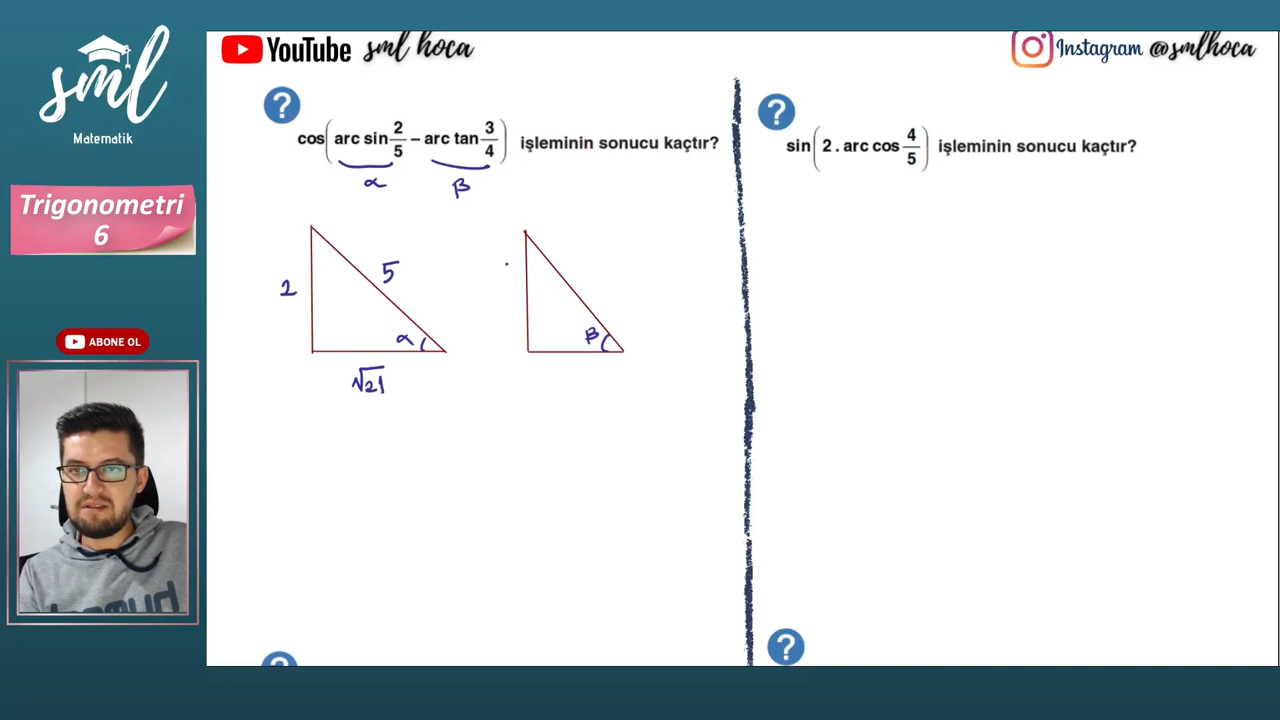 YouTube sml hoca
Instagram @smlhoca
sml
Matematik
Trigonometri
6
ABONE OL
?
cos(arc sin 2/5 − arc tan 3/4) işleminin sonucu kaçtır?
α β
2 5 α √21
β
?
sin(2 . arc cos 4/5) işleminin sonucu kaçtır?
?
?